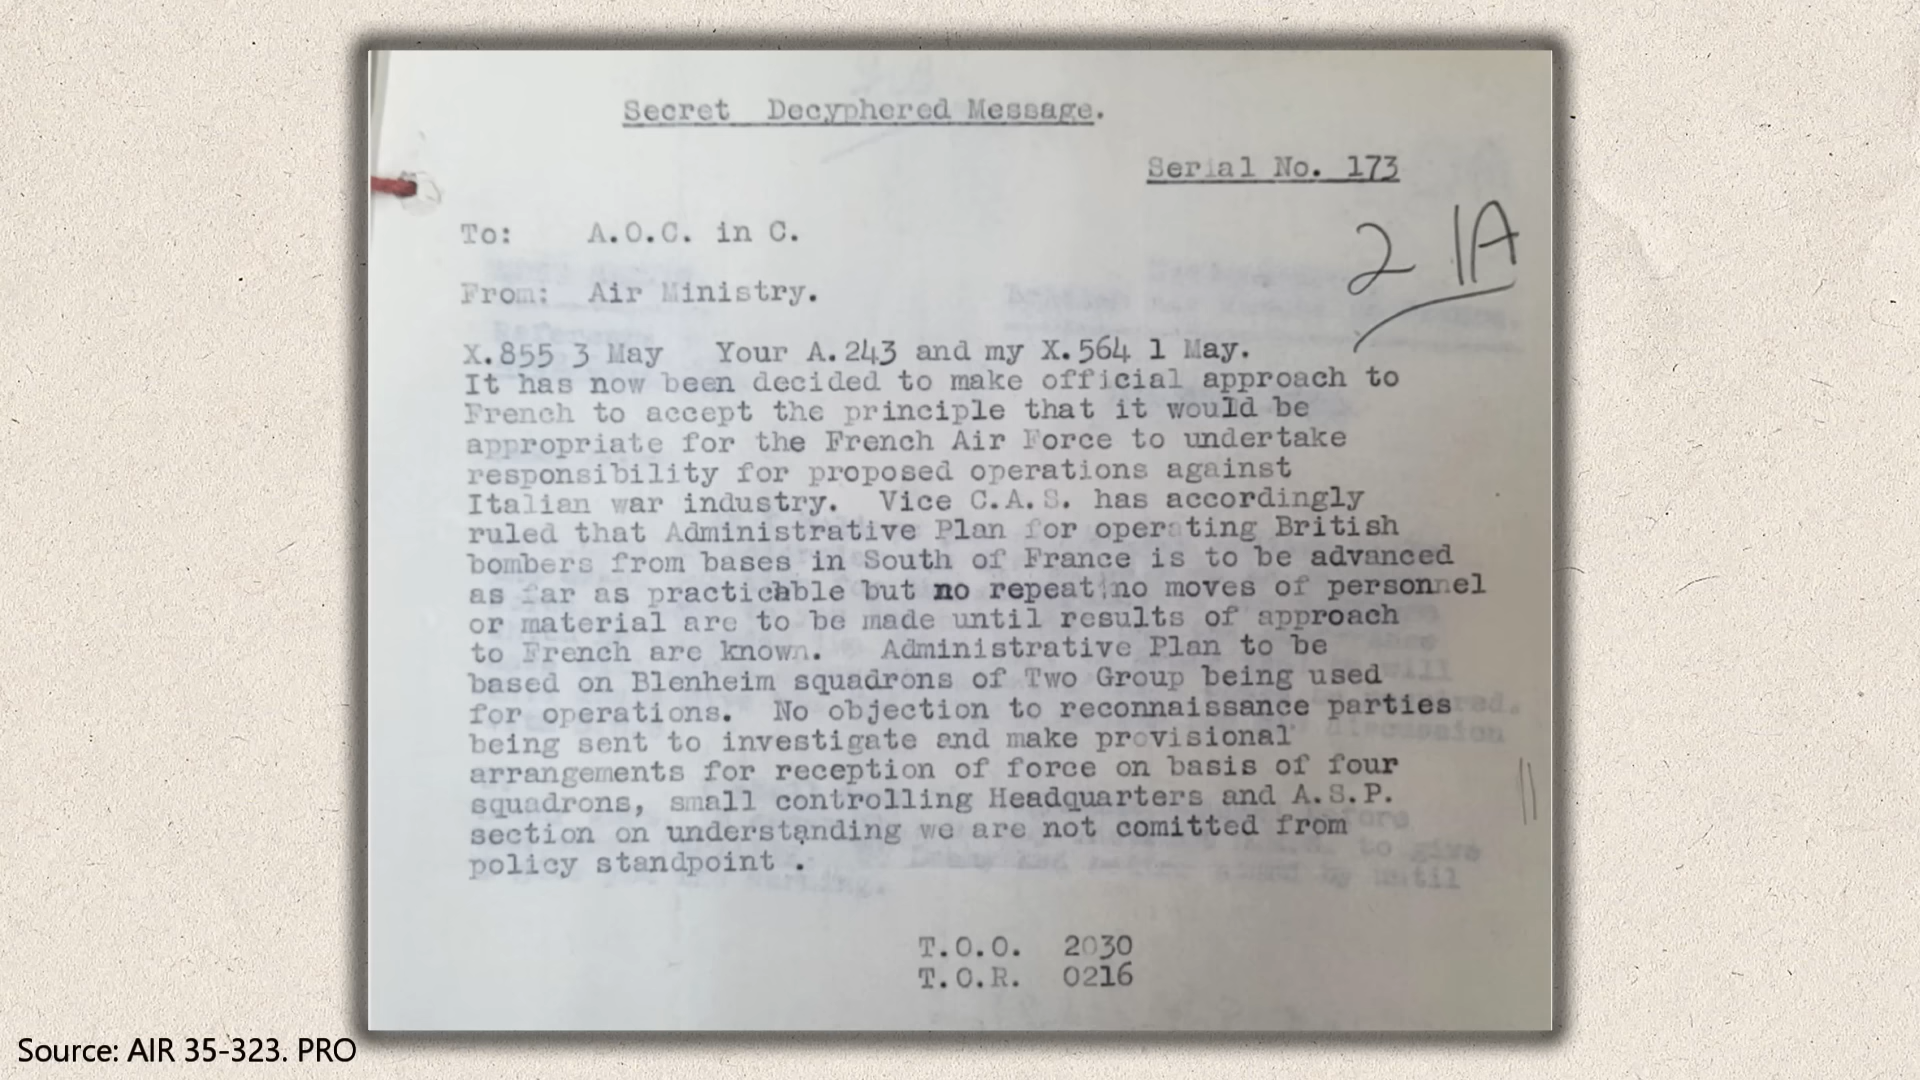 Secret Decyphered Message.
Serial No. 173
2 1A
To: A.O.C. in C.
From: Air Ministry.
X.855 3 May Your A.243 and my X.564 1 May.
It has now been decided to make official approach to
French to accept the principle that it would be
appropriate for the French Air Force to undertake
responsibility for proposed operations against
Italian war industry. Vice C.A.S. has accordingly
ruled that Administrative Plan for operating British
bombers from bases in South of France is to be advanced
as far as practicable but no repeat no moves of personnel
or material are to be made until results of approach
to French are known. Administrative Plan to be
based on Blenheim squadrons of Two Group being used
for operations. No objection to reconnaissance parties
being sent to investigate and make provisional
arrangements for reception of force on basis of four
squadrons, small controlling Headquarters and A.S.P.
section on understanding we are not comitted from
policy standpoint .
T.O.O. 2030
T.O.R. 0216
Source: AIR 35-323. PRO